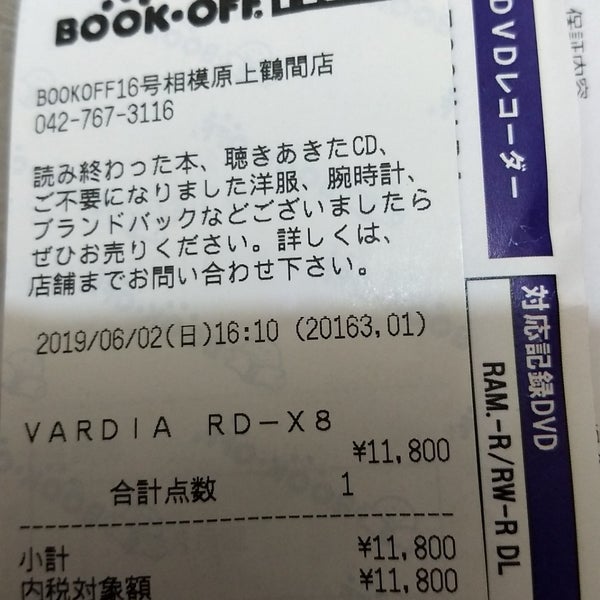 BOOK・OFF
BOOKOFF16号相模原上鶴間店
042-767-3116
読み終わった本、聴きあきたCD、
ご不要になりました洋服、腕時計、
ブランドバックなどございましたら
ぜひお売りください。詳しくは、
店舗までお問い合わせ下さい。
2019/06/02(日)16:10 (20163,01)
VARDIA RD-X8
¥11,800
合計点数 1
小計 ¥11,800
内税対象額 ¥11,800
DVDレコーダー
対応記録DVD
RAM.-R/RW-R DL
保証内容